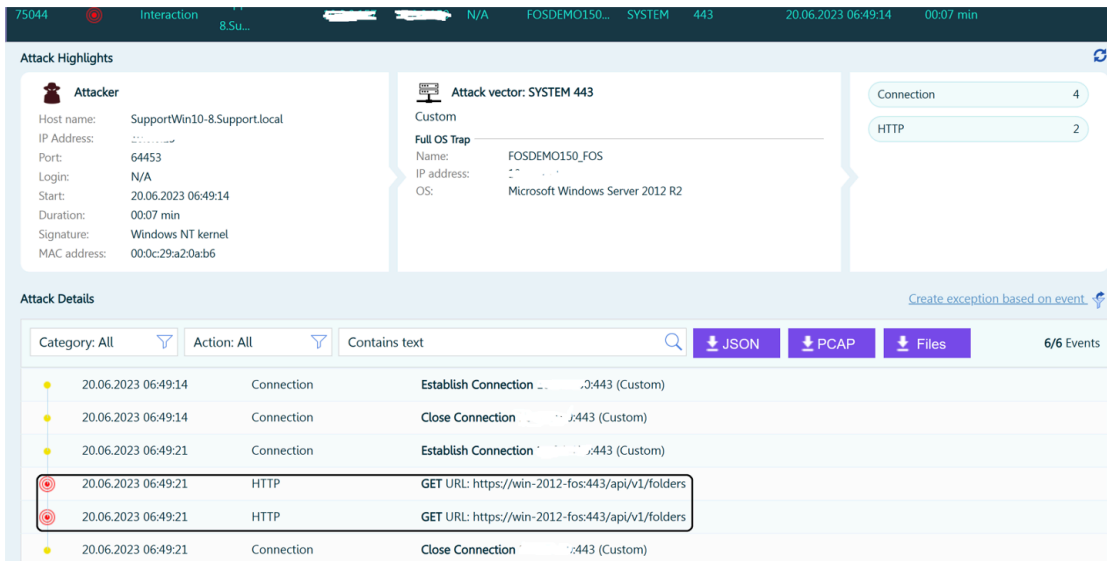 75044 Interaction 8.Su... N/A FOSDEMO150... SYSTEM 443 20.06.2023 06:49:14 00:07 min
Attack Highlights
Attacker
Host name: SupportWin10-8.Support.local
IP Address:
Port: 64453
Login: N/A
Start: 20.06.2023 06:49:14
Duration: 00:07 min
Signature: Windows NT kernel
MAC address: 00:0c:29:a2:0a:b6
Attack vector: SYSTEM 443
Custom
Full OS Trap
Name: FOSDEMO150_FOS
IP address:
OS: Microsoft Windows Server 2012 R2
Connection 4
HTTP 2
Attack Details
Create exception based on event
Category: All Action: All Contains text JSON PCAP Files 6/6 Events
20.06.2023 06:49:14 Connection Establish Connection :443 (Custom)
20.06.2023 06:49:14 Connection Close Connection :443 (Custom)
20.06.2023 06:49:21 Connection Establish Connection :443 (Custom)
20.06.2023 06:49:21 HTTP GET URL: https://win-2012-fos:443/api/v1/folders
20.06.2023 06:49:21 HTTP GET URL: https://win-2012-fos:443/api/v1/folders
20.06.2023 06:49:21 Connection Close Connection :443 (Custom)